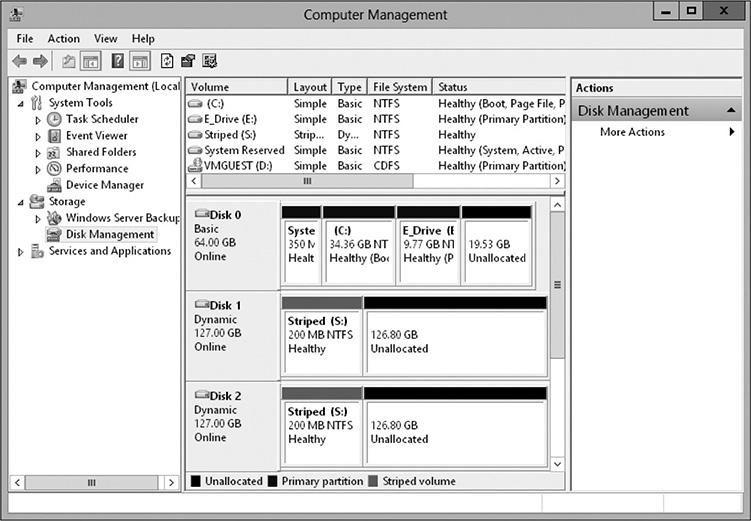 Computer Management
File Action View Help
Computer Management (Local
System Tools
Task Scheduler
Event Viewer
Shared Folders
Performance
Device Manager
Storage
Windows Server Backup
Disk Management
Services and Applications
Volume Layout Type File System Status
(C:) Simple Basic NTFS Healthy (Boot, Page File, P
E_Drive (E:) Simple Basic NTFS Healthy (Primary Partition)
Striped (S:) Strip... Dy... NTFS Healthy
System Reserved Simple Basic NTFS Healthy (System, Active, P
VMGUEST (D:) Simple Basic CDFS Healthy (Primary Partition)
Disk 0
Basic
64.00 GB
Online
Syste
350 M
Healt
(C:)
34.36 GB NT
Healthy (Boo
E_Drive (E
9.77 GB NT
Healthy (P
19.53 GB
Unallocated
Disk 1
Dynamic
127.00 GB
Online
Striped (S:)
200 MB NTFS
Healthy
126.80 GB
Unallocated
Disk 2
Dynamic
127.00 GB
Online
Striped (S:)
200 MB NTFS
Healthy
126.80 GB
Unallocated
Unallocated Primary partition Striped volume
Actions
Disk Management
More Actions